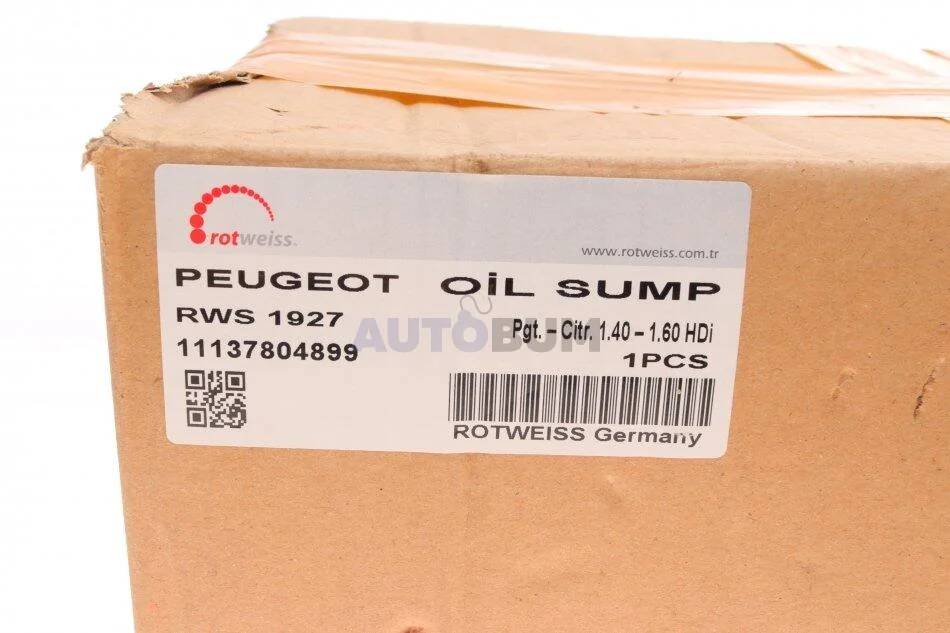 rotweiss.
www.rotweiss.com.tr
PEUGEOT OİL SUMP
RWS 1927
Pgt. – Citr. 1.40 – 1.60 HDi
11137804899
1PCS
AUTOBUM
ROTWEISS Germany